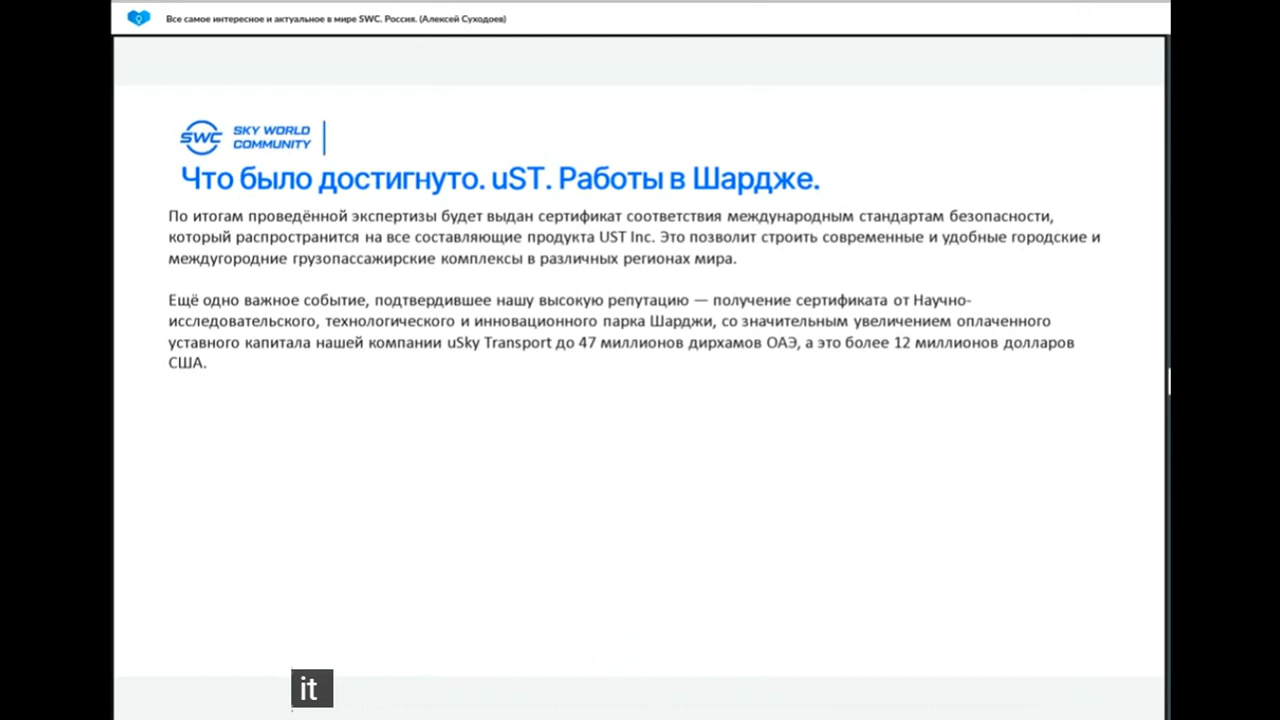 Все самое интересное и актуальное в мире SWC. Россия. (Алексей Суходоев)
SWC SKY WORLD
COMMUNITY
Что было достигнуто. uST. Работы в Шардже.
По итогам проведённой экспертизы будет выдан сертификат соответствия международным стандартам безопасности,
который распространится на все составляющие продукта UST Inc. Это позволит строить современные и удобные городские и
междугородние грузопассажирские комплексы в различных регионах мира.
Ещё одно важное событие, подтвердившее нашу высокую репутацию — получение сертификата от Научно-
исследовательского, технологического и инновационного парка Шарджи, со значительным увеличением оплаченного
уставного капитала нашей компании uSky Transport до 47 миллионов дирхамов ОАЭ, а это более 12 миллионов долларов
США.
it